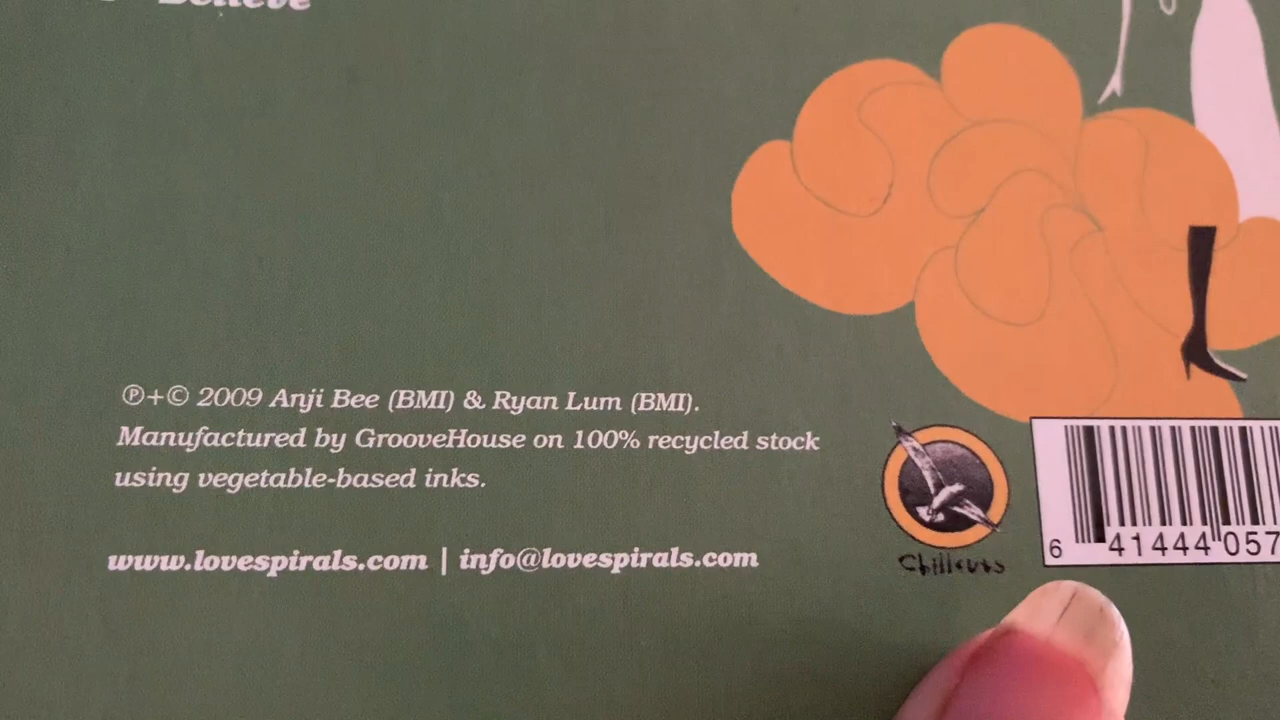 Believe
℗+© 2009 Anji Bee (BMI) & Ryan Lum (BMI).
Manufactured by GrooveHouse on 100% recycled stock
using vegetable-based inks.
www.lovespirals.com | info@lovespirals.com
Chillcuts
6 41444 057